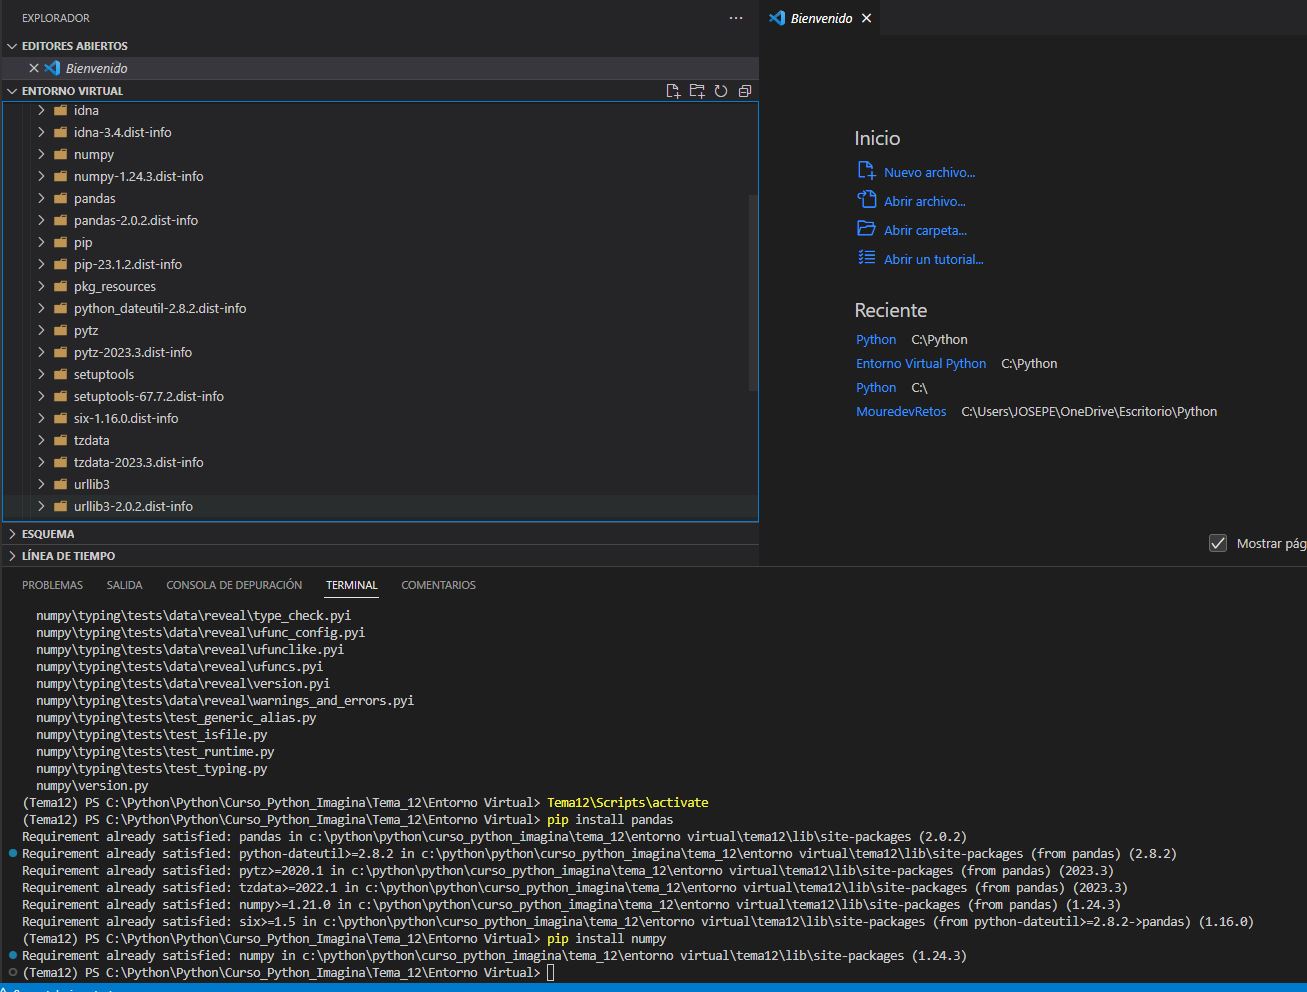 EXPLORADOR
EDITORES ABIERTOS
Bienvenido
ENTORNO VIRTUAL
idna
idna-3.4.dist-info
numpy
numpy-1.24.3.dist-info
pandas
pandas-2.0.2.dist-info
pip
pip-23.1.2.dist-info
pkg_resources
python_dateutil-2.8.2.dist-info
pytz
pytz-2023.3.dist-info
setuptools
setuptools-67.7.2.dist-info
six-1.16.0.dist-info
tzdata
tzdata-2023.3.dist-info
urllib3
urllib3-2.0.2.dist-info
ESQUEMA
LÍNEA DE TIEMPO
Bienvenido
Inicio
Nuevo archivo...
Abrir archivo...
Abrir carpeta...
Abrir un tutorial...
Reciente
Python C:\Python
Entorno Virtual Python C:\Python
Python C:\
MouredevRetos C:\Users\JOSEPE\OneDrive\Escritorio\Python
Mostrar pág
PROBLEMAS SALIDA CONSOLA DE DEPURACIÓN TERMINAL COMENTARIOS
numpy\typing\tests\data\reveal\type_check.pyi
numpy\typing\tests\data\reveal\ufunc_config.pyi
numpy\typing\tests\data\reveal\ufunclike.pyi
numpy\typing\tests\data\reveal\ufuncs.pyi
numpy\typing\tests\data\reveal\version.pyi
numpy\typing\tests\data\reveal\warnings_and_errors.pyi
numpy\typing\tests\test_generic_alias.py
numpy\typing\tests\test_isfile.py
numpy\typing\tests\test_runtime.py
numpy\typing\tests\test_typing.py
numpy\version.py
(Tema12) PS C:\Python\Python\Curso_Python_Imagina\Tema_12\Entorno Virtual> Tema12\Scripts\activate
(Tema12) PS C:\Python\Python\Curso_Python_Imagina\Tema_12\Entorno Virtual> pip install pandas
Requirement already satisfied: pandas in c:\python\python\curso_python_imagina\tema_12\entorno virtual\tema12\lib\site-packages (2.0.2)
Requirement already satisfied: python-dateutil>=2.8.2 in c:\python\python\curso_python_imagina\tema_12\entorno virtual\tema12\lib\site-packages (from pandas) (2.8.2)
Requirement already satisfied: pytz>=2020.1 in c:\python\python\curso_python_imagina\tema_12\entorno virtual\tema12\lib\site-packages (from pandas) (2023.3)
Requirement already satisfied: tzdata>=2022.1 in c:\python\python\curso_python_imagina\tema_12\entorno virtual\tema12\lib\site-packages (from pandas) (2023.3)
Requirement already satisfied: numpy>=1.21.0 in c:\python\python\curso_python_imagina\tema_12\entorno virtual\tema12\lib\site-packages (from pandas) (1.24.3)
Requirement already satisfied: six>=1.5 in c:\python\python\curso_python_imagina\tema_12\entorno virtual\tema12\lib\site-packages (from python-dateutil>=2.8.2->pandas) (1.16.0)
(Tema12) PS C:\Python\Python\Curso_Python_Imagina\Tema_12\Entorno Virtual> pip install numpy
Requirement already satisfied: numpy in c:\python\python\curso_python_imagina\tema_12\entorno virtual\tema12\lib\site-packages (1.24.3)
(Tema12) PS C:\Python\Python\Curso_Python_Imagina\Tema_12\Entorno Virtual>